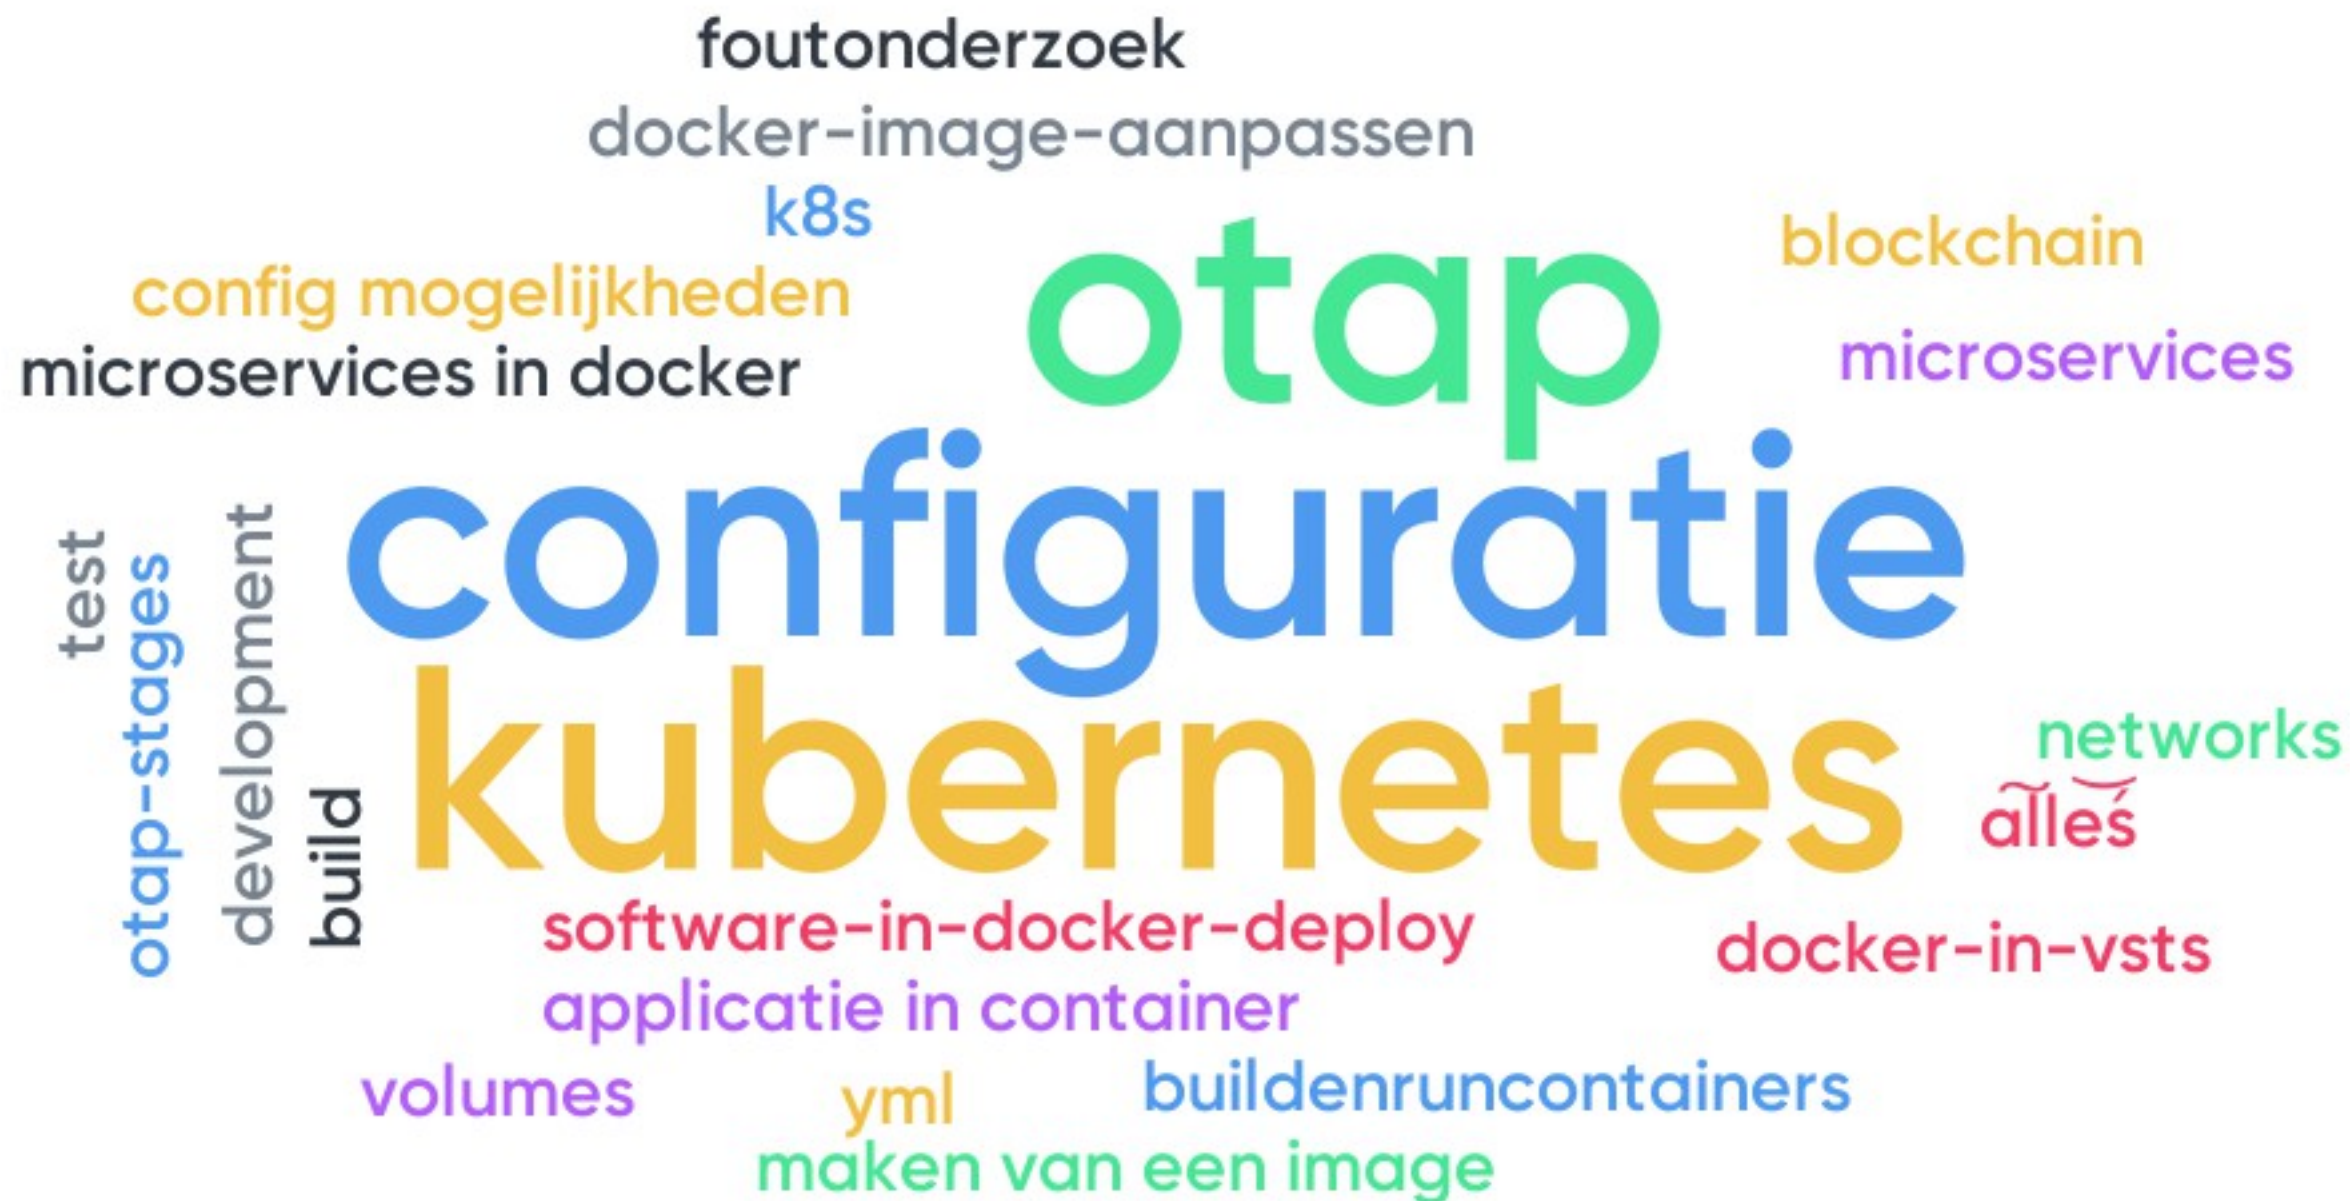 foutonderzoek
docker-image-aanpassen
k8s
otap
blockchain
config mogelijkheden
microservices in docker
microservices
configuratie
test
otap-stages
development
build
kubernetes
networks
alles
software-in-docker-deploy
docker-in-vsts
applicatie in container
volumes
yml
buildenruncontainers
maken van een image